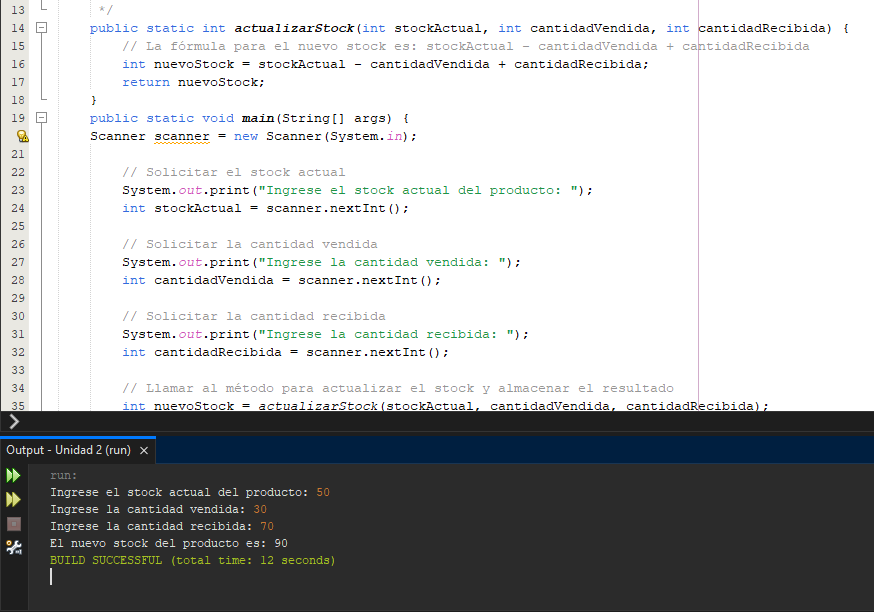 13 */
14 public static int actualizarStock(int stockActual, int cantidadVendida, int cantidadRecibida) {
15 // La fórmula para el nuevo stock es: stockActual - cantidadVendida + cantidadRecibida
16 int nuevoStock = stockActual - cantidadVendida + cantidadRecibida;
17 return nuevoStock;
18 }
19 public static void main(String[] args) {
Scanner scanner = new Scanner(System.in);
21
22 // Solicitar el stock actual
23 System.out.print("Ingrese el stock actual del producto: ");
24 int stockActual = scanner.nextInt();
25
26 // Solicitar la cantidad vendida
27 System.out.print("Ingrese la cantidad vendida: ");
28 int cantidadVendida = scanner.nextInt();
29
30 // Solicitar la cantidad recibida
31 System.out.print("Ingrese la cantidad recibida: ");
32 int cantidadRecibida = scanner.nextInt();
33
34 // Llamar al método para actualizar el stock y almacenar el resultado
35 int nuevoStock = actualizarStock(stockActual, cantidadVendida, cantidadRecibida);
Output - Unidad 2 (run)
run:
Ingrese el stock actual del producto: 50
Ingrese la cantidad vendida: 30
Ingrese la cantidad recibida: 70
El nuevo stock del producto es: 90
BUILD SUCCESSFUL (total time: 12 seconds)